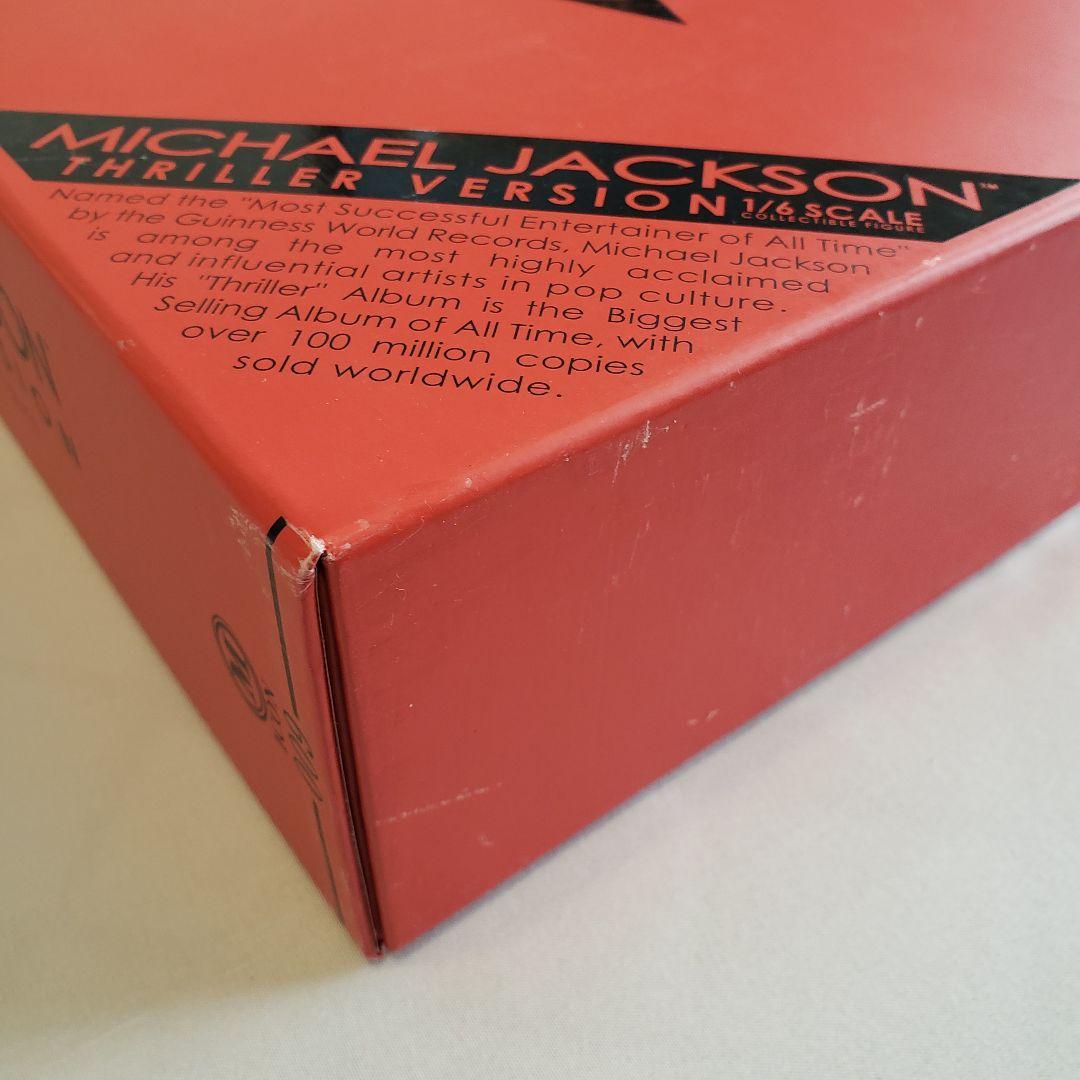 MICHAEL JACKSON™
THRILLER VERSION 1/6 SCALE
COLLECTIBLE FIGURE
Named the "Most Successful Entertainer of All Time"
by the Guinness World Records, Michael Jackson
is among the most highly acclaimed
and influential artists in pop culture.
His "Thriller" Album is the Biggest
Selling Album of All Time, with
over 100 million copies
sold worldwide.